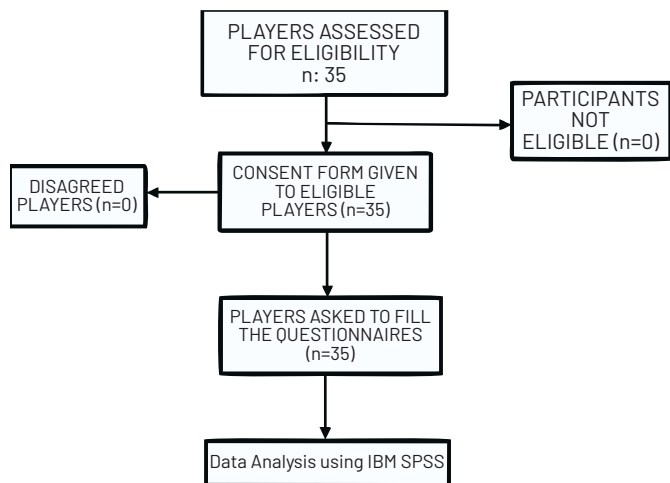 PLAYERS ASSESSED
FOR ELIGIBILITY
n: 35
PARTICIPANTS
NOT
ELIGIBLE (n=0)
CONSENT FORM GIVEN
TO ELIGIBLE
PLAYERS (n=35)
DISAGREED
PLAYERS (n=0)
PLAYERS ASKED TO FILL
THE QUESTIONNAIRES
(n=35)
Data Analysis using IBM SPSS